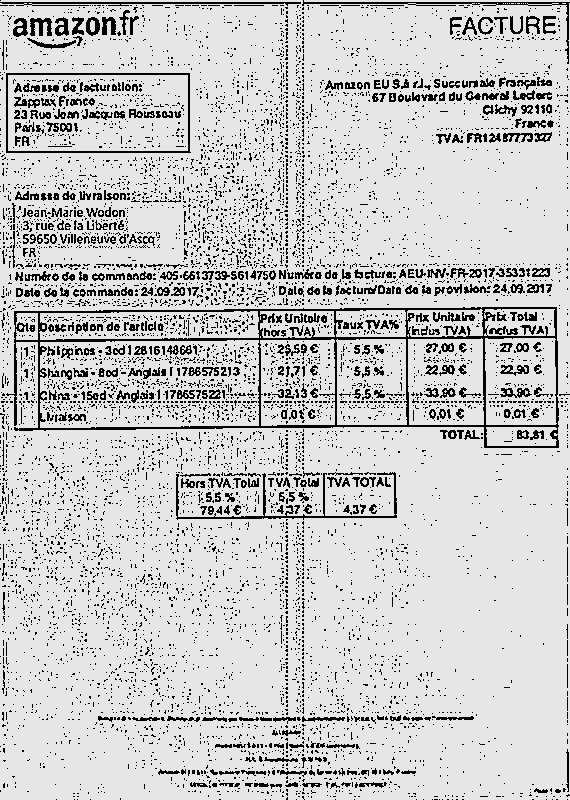 amazon.fr
FACTURE
Adresse de facturation:
Zapptax France
23 Rue Jean Jacques Rousseau
Paris, 75001
FR
Amazon EU S.à r.l., Succursale Française
67 Boulevard du General Leclerc
Clichy 92110
France
TVA: FR12487773327
Adresse de livraison:
Jean-Marie Wodon
3, rue de la Liberté
59650 Villeneuve d'Ascq
FR
Numéro de la commande: 405-6613739-5614750 Numéro de la facture: AEU-INV-FR-2017-35331223
Date de la commande: 24.09.2017 Date de la facture/Date de la provision: 24.09.2017
Qte Description de l'article Prix Unitaire (hors TVA) Taux TVA% Prix Unitaire (inclus TVA) Prix Total (inclus TVA)
1 Philippines - 3ed | 2816148661 25,59 € 5,5 % 27,00 € 27,00 €
1 Shanghai - 8ed - Anglais | 1786575213 21,71 € 5,5 % 22,90 € 22,90 €
1 China - 15ed - Anglais | 1786575221 32,13 € 5,5 % 33,90 € 33,90 €
Livraison 0,01 € 0,01 € 0,01 €
TOTAL: 83,81 €
Hors TVA Total TVA Total TVA TOTAL
5,5 % 5,5 %
79,44 € 4,37 € 4,37 €